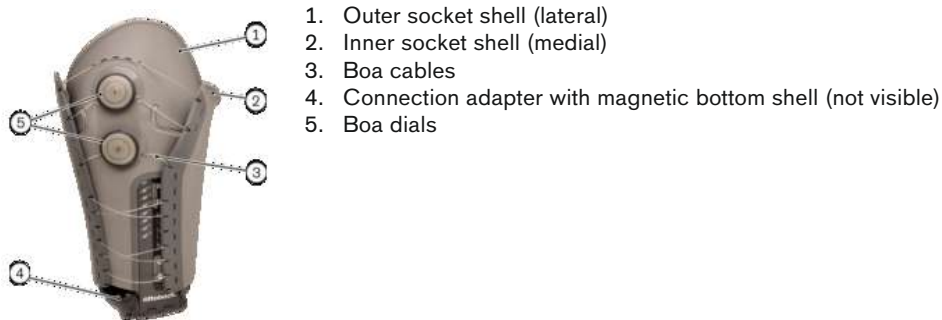 1. Outer socket shell (lateral)
2. Inner socket shell (medial)
3. Boa cables
4. Connection adapter with magnetic bottom shell (not visible)
5. Boa dials
1
2
5
3
4
ottobock